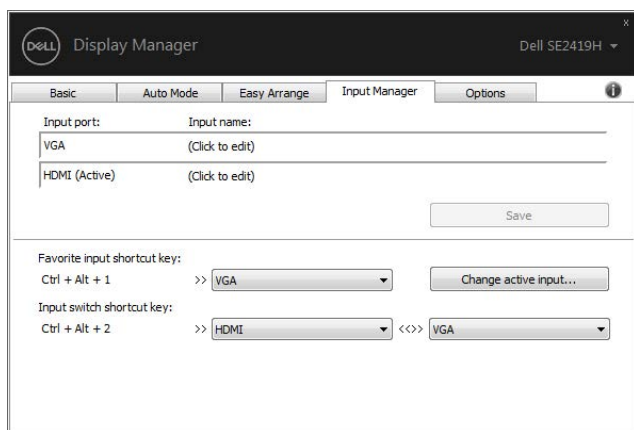 x
DELL Display Manager Dell SE2419H
Basic Auto Mode Easy Arrange Input Manager Options i
Input port: Input name:
VGA (Click to edit)
HDMI (Active) (Click to edit)
Save
Favorite input shortcut key:
Ctrl + Alt + 1 >> VGA Change active input...
Input switch shortcut key:
Ctrl + Alt + 2 >> HDMI <<>> VGA